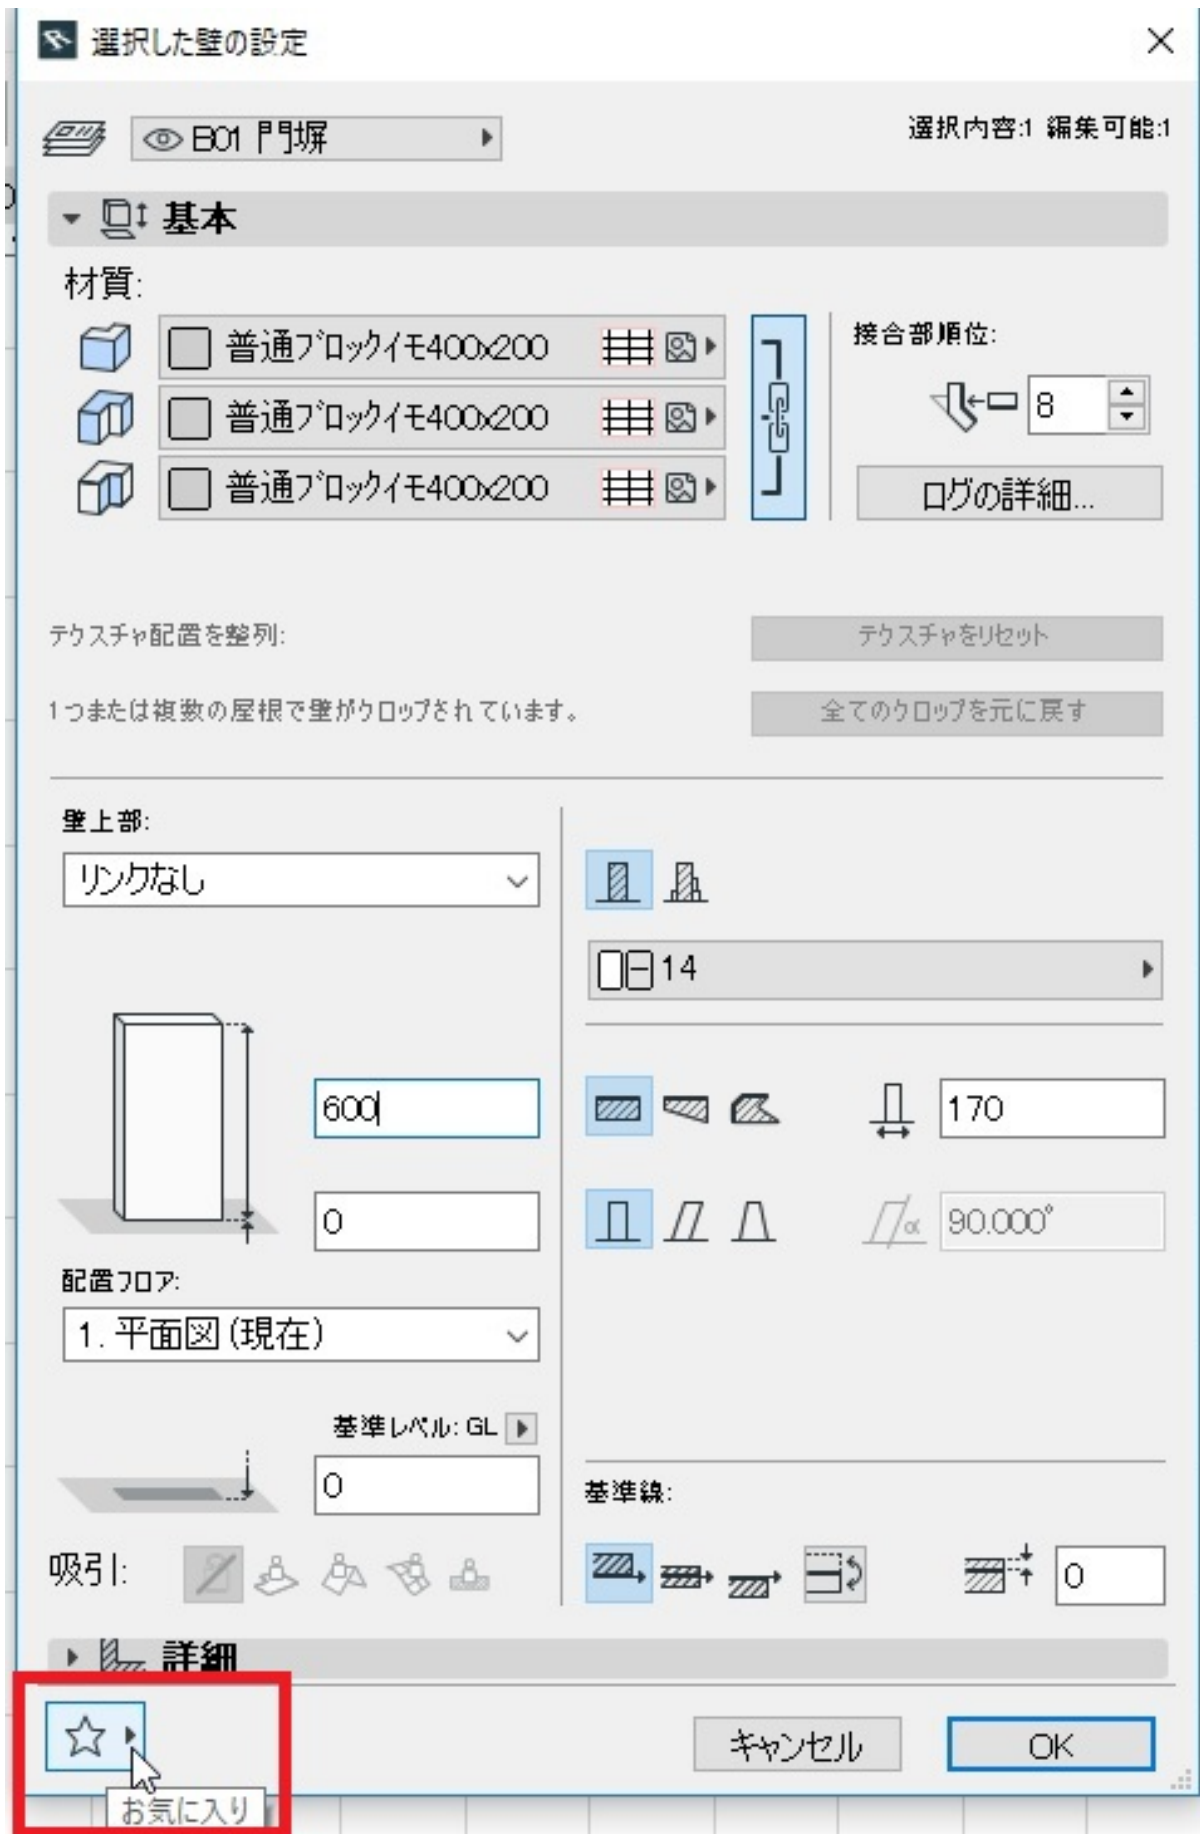 選択した壁の設定
B01 門塀
選択内容:1 編集可能:1
基本
材質:
普通ブロックイモ400x200
普通ブロックイモ400x200
普通ブロックイモ400x200
接合部順位:
8
ログの詳細...
テクスチャ配置を整列:
テクスチャをリセット
1つまたは複数の屋根で壁がクロップされています。
全てのクロップを元に戻す
壁上部:
リンクなし
14
600
170
0
α 90.000°
配置フロア:
1. 平面図 (現在)
基準レベル: GL
0
基準線:
吸引:
0
詳細
キャンセル
OK
お気に入り